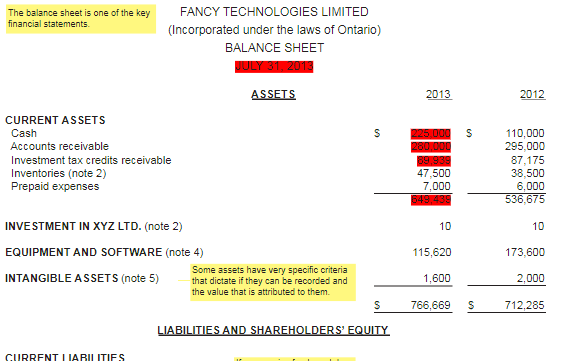 The balance sheet is one of the key
financial statements.
FANCY TECHNOLOGIES LIMITED
(Incorporated under the laws of Ontario)
BALANCE SHEET
JULY 31, 2013
ASSETS 2013 2012
CURRENT ASSETS
Cash $ $ 110,000
Accounts receivable 295,000
Investment tax credits receivable 69,939 87,175
Inventories (note 2) 47,500 38,500
Prepaid expenses 7,000 6,000
649,439 536,675
INVESTMENT IN XYZ LTD. (note 2) 10 10
EQUIPMENT AND SOFTWARE (note 4) 115,620 173,600
INTANGIBLE ASSETS (note 5) 1,600 2,000
Some assets have very specific criteria
that dictate if they can be recorded and
the value that is attributed to them.
$ 766,669 $ 712,285
LIABILITIES AND SHAREHOLDERS' EQUITY
CURRENT LIABILITIES